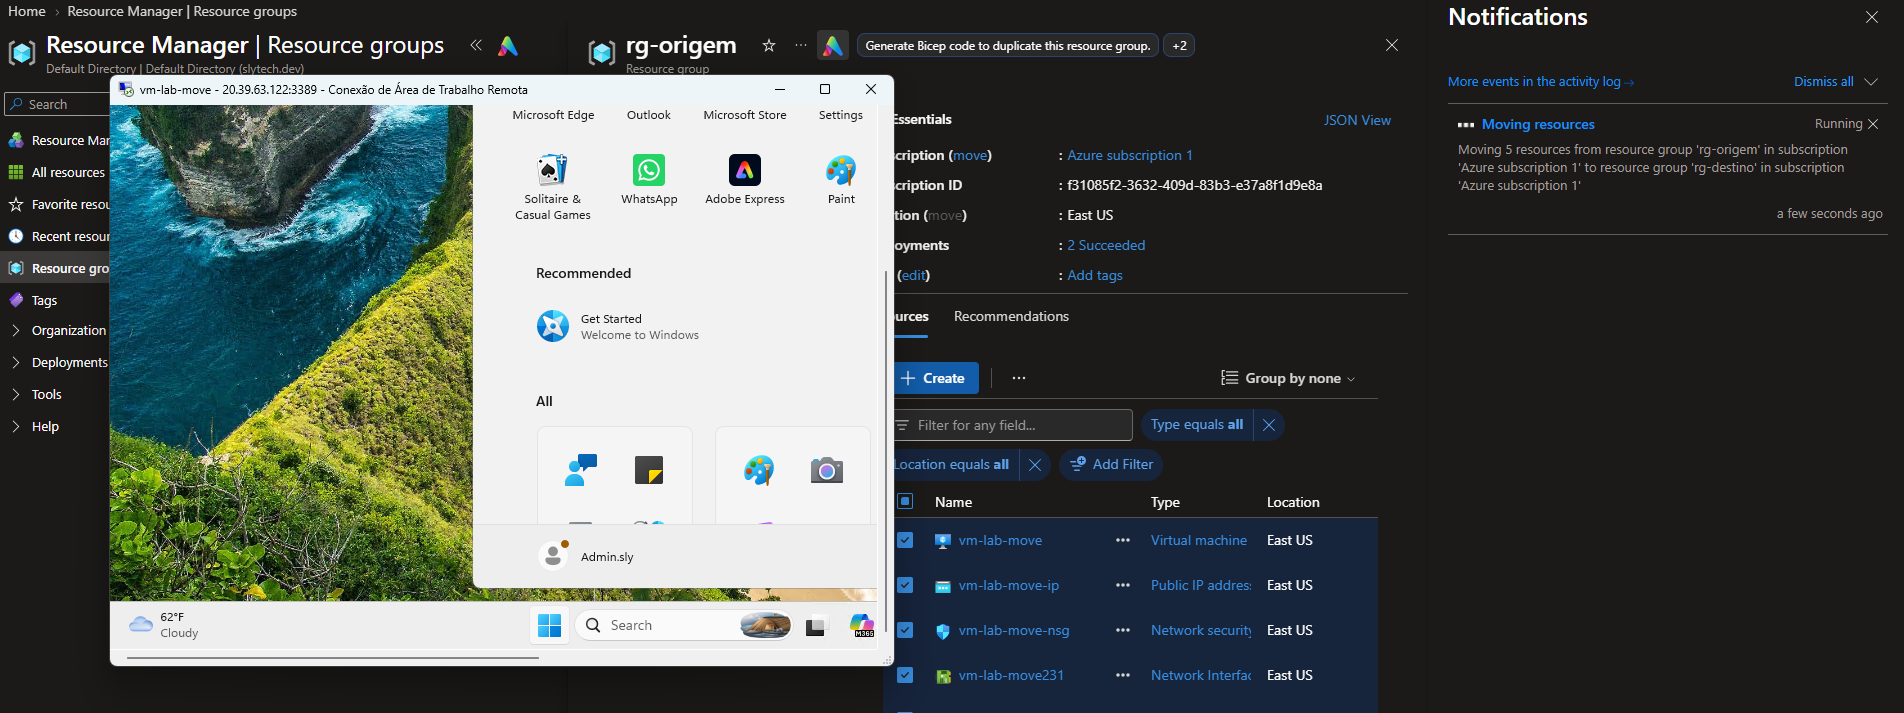 Home › Resource Manager | Resource groups
Resource Manager | Resource groups
Default Directory | Default Directory (slytech.dev)
Search
Resource Mar
All resources
Favorite resou
Recent resour
Resource gro
Tags
Organization
Deployments
Tools
Help
rg-origem
Resource group
Generate Bicep code to duplicate this resource group.
+2
vm-lab-move - 20.39.63.122:3389 - Conexão de Área de Trabalho Remota
Microsoft Edge
Outlook
Microsoft Store
Settings
Solitaire &
Casual Games
WhatsApp
Adobe Express
Paint
Recommended
Get Started
Welcome to Windows
All
Admin.sly
62°F
Cloudy
Search
M365
Essentials
JSON View
scription (move) : Azure subscription 1
scription ID : f31085f2-3632-409d-83b3-e37a8f1d9e8a
tion (move) : East US
oyments : 2 Succeeded
(edit) : Add tags
ources
Recommendations
+ Create
Group by none
Filter for any field...
Type equals all
Location equals all
Add Filter
Name Type Location
vm-lab-move Virtual machine East US
vm-lab-move-ip Public IP addres: East US
vm-lab-move-nsg Network security East US
vm-lab-move231 Network Interfac East US
Notifications
More events in the activity log→
Dismiss all
Moving resources
Running
Moving 5 resources from resource group 'rg-origem' in subscription
'Azure subscription 1' to resource group 'rg-destino' in subscription
'Azure subscription 1'
a few seconds ago